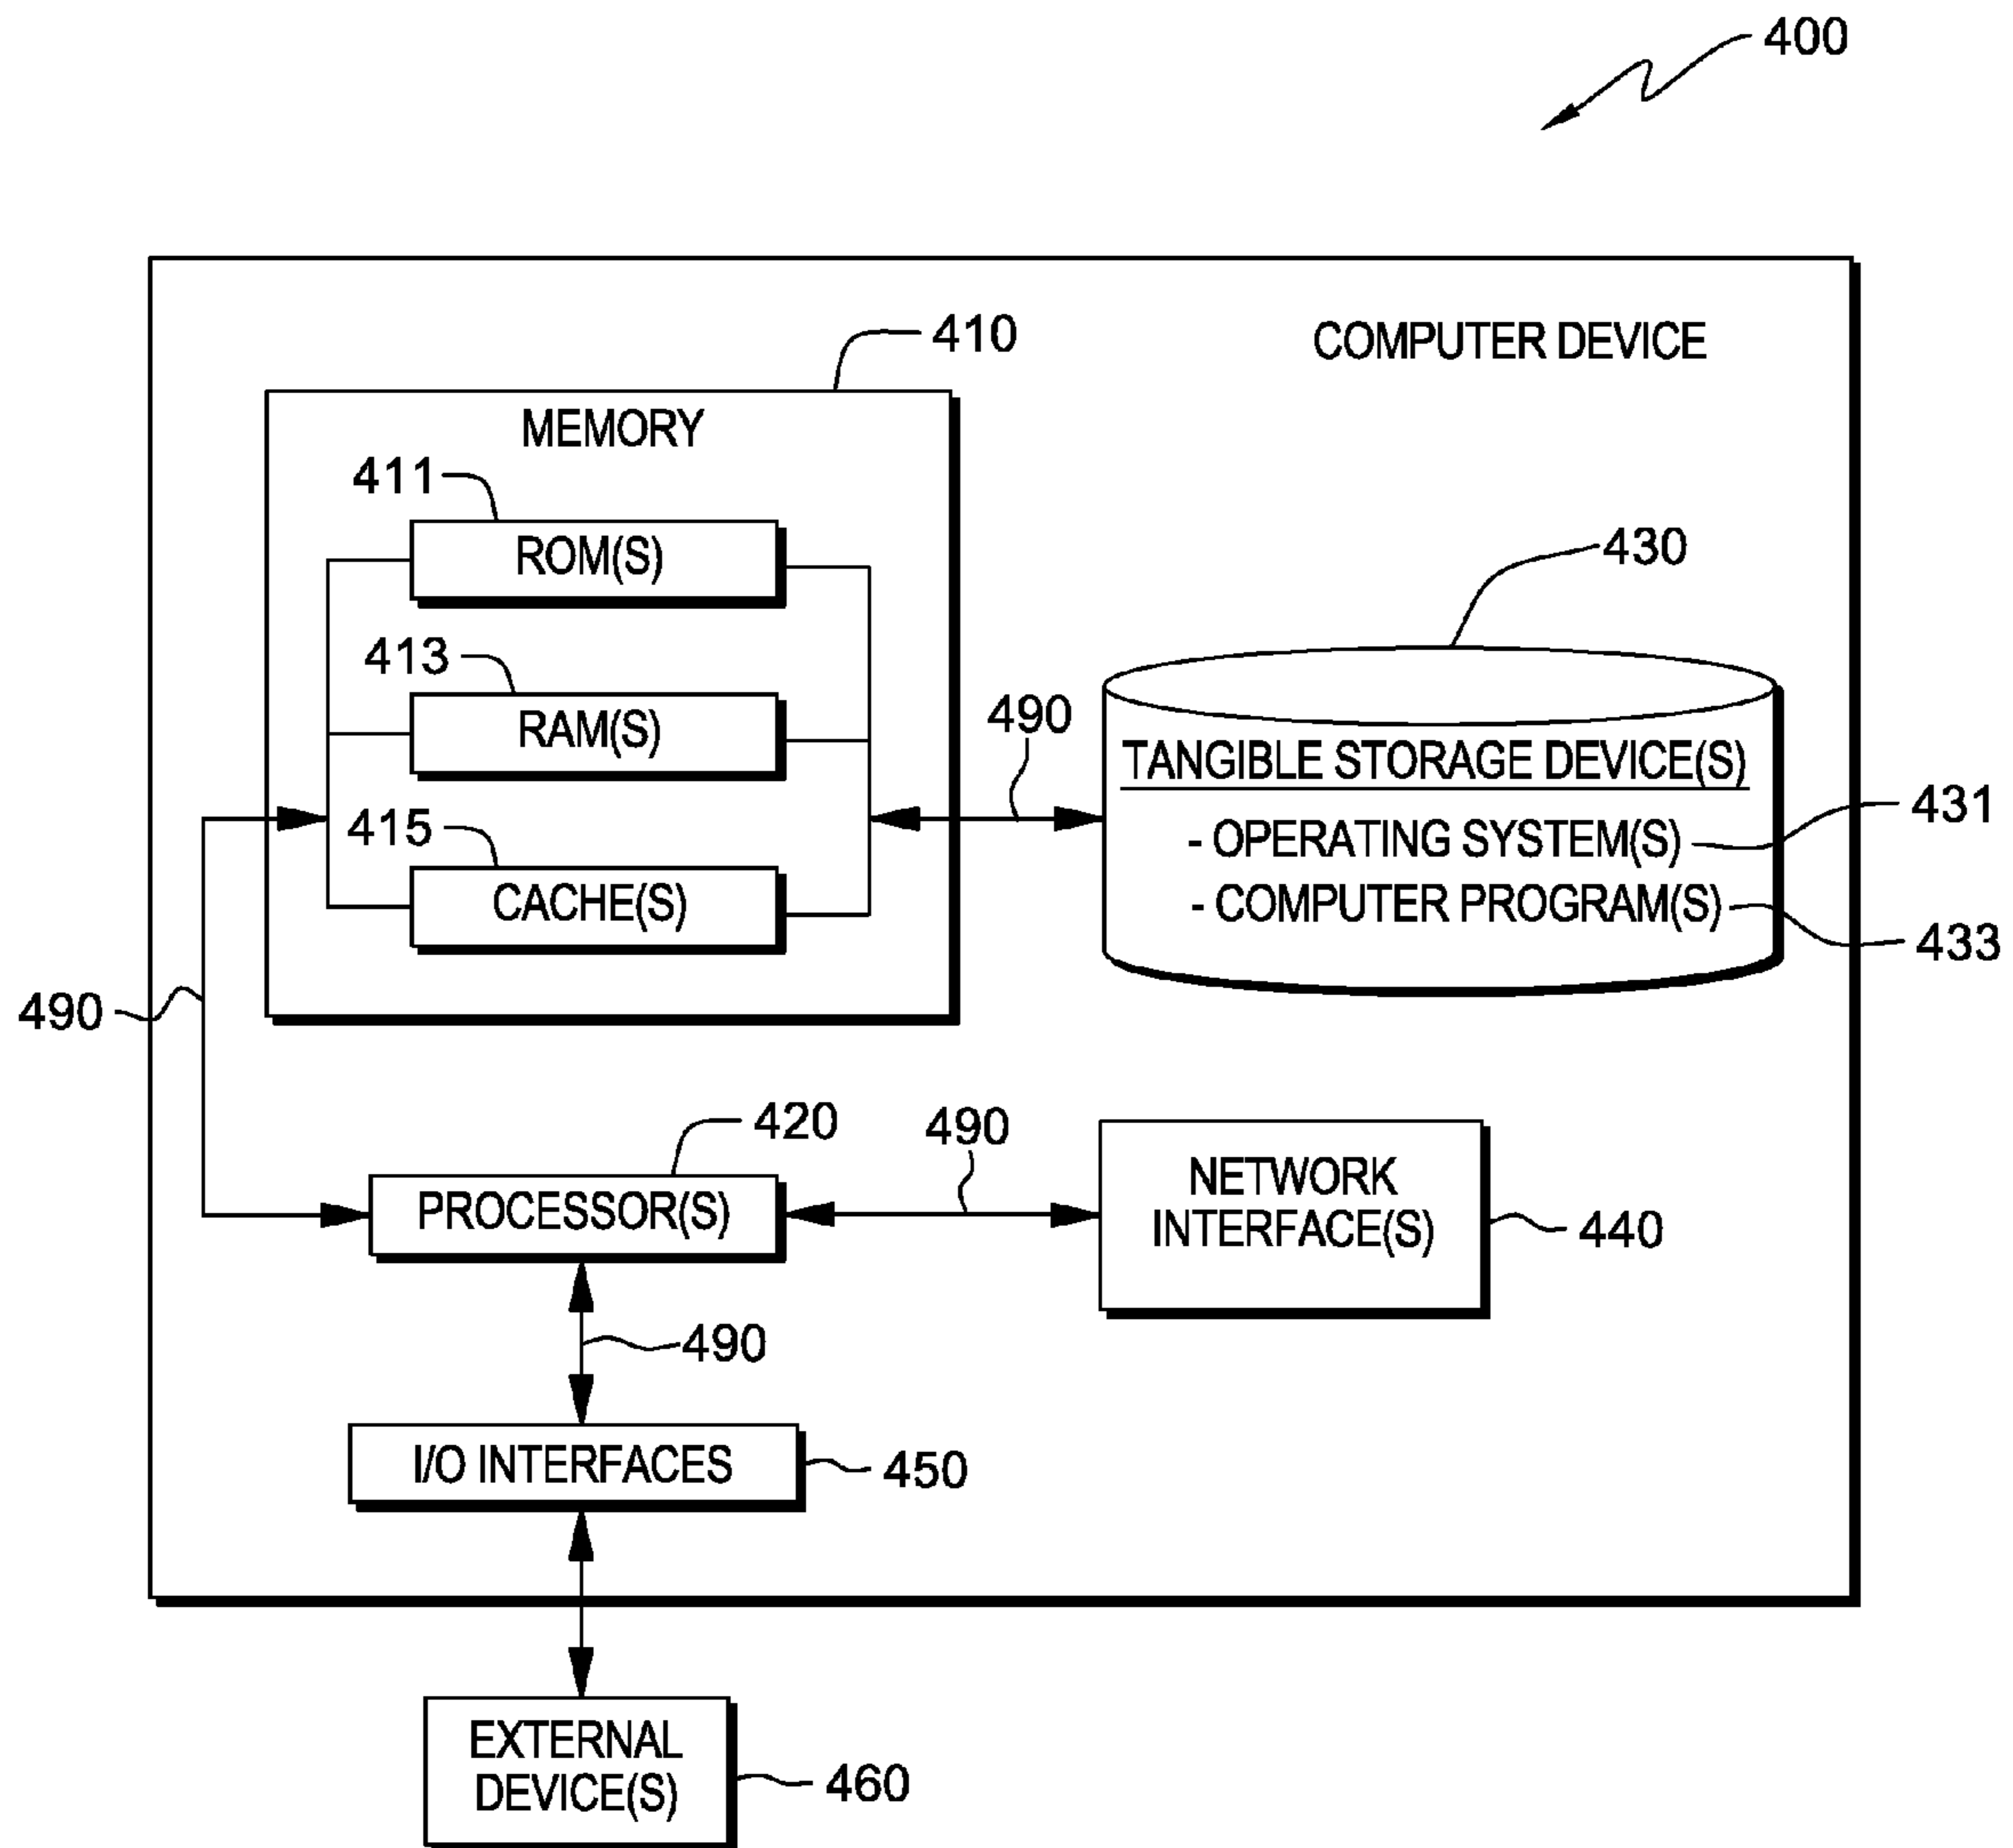 400
410
COMPUTER DEVICE
MEMORY
411
ROM(S)
430
413
RAM(S)
490
TANGIBLE STORAGE DEVICE(S)
431
- OPERATING SYSTEM(S)
415
CACHE(S)
- COMPUTER PROGRAM(S)
433
490
420
490
PROCESSOR(S)
NETWORK
INTERFACE(S)
440
490
I/O INTERFACES
450
EXTERNAL
DEVICE(S)
460